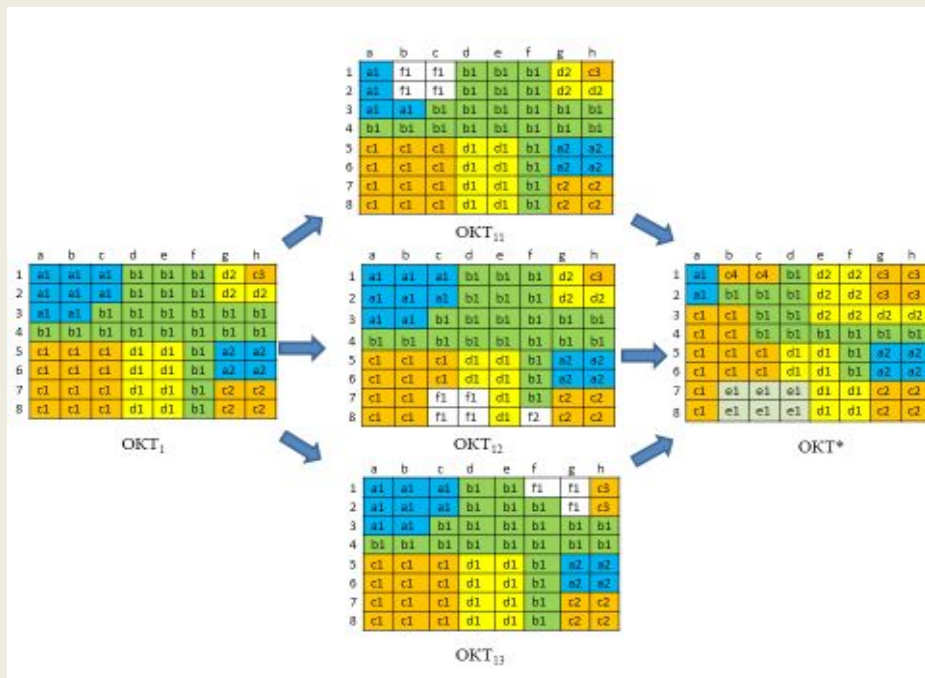 a b c d e f g h
1 a1 f1 f1 b1 b1 b1 d2 c3
2 a1 f1 f1 b1 b1 b1 d2 d2
3 a1 a1 b1 b1 b1 b1 b1 b1
4 b1 b1 b1 b1 b1 b1 b1 b1
5 c1 c1 c1 d1 d1 b1 a2 a2
6 c1 c1 c1 d1 d1 b1 a2 a2
7 c1 c1 c1 d1 d1 b1 c2 c2
8 c1 c1 c1 d1 d1 b1 c2 c2
ОКТ₁₁
a b c d e f g h
1 a1 a1 a1 b1 b1 b1 d2 c3
2 a1 a1 a1 b1 b1 b1 d2 d2
3 a1 a1 b1 b1 b1 b1 b1 b1
4 b1 b1 b1 b1 b1 b1 b1 b1
5 c1 c1 c1 d1 d1 b1 a2 a2
6 c1 c1 c1 d1 d1 b1 a2 a2
7 c1 c1 c1 d1 d1 b1 c2 c2
8 c1 c1 c1 d1 d1 b1 c2 c2
ОКТ₁
a b c d e f g h
1 a1 a1 a1 b1 b1 b1 d2 c3
2 a1 a1 a1 b1 b1 b1 d2 d2
3 a1 a1 b1 b1 b1 b1 b1 b1
4 b1 b1 b1 b1 b1 b1 b1 b1
5 c1 c1 c1 d1 d1 b1 a2 a2
6 c1 c1 c1 d1 d1 b1 a2 a2
7 c1 c1 f1 f1 d1 b1 c2 c2
8 c1 c1 f1 f1 d1 f2 c2 c2
ОКТ₁₂
a b c d e f g h
1 a1 c4 c4 b1 d2 d2 c3 c3
2 a1 b1 b1 b1 d2 d2 c3 c3
3 c1 c1 b1 b1 d2 d2 d2 d2
4 c1 c1 b1 b1 b1 b1 b1 b1
5 c1 c1 c1 d1 d1 b1 a2 a2
6 c1 c1 c1 d1 d1 b1 a2 a2
7 c1 e1 e1 e1 d1 d1 c2 c2
8 c1 e1 e1 e1 d1 d1 c2 c2
ОКТ*
a b c d e f g h
1 a1 a1 a1 b1 b1 f1 f1 c3
2 a1 a1 a1 b1 b1 b1 f1 c3
3 a1 a1 b1 b1 b1 b1 b1 b1
4 b1 b1 b1 b1 b1 b1 b1 b1
5 c1 c1 c1 d1 d1 b1 a2 a2
6 c1 c1 c1 d1 d1 b1 a2 a2
7 c1 c1 c1 d1 d1 b1 c2 c2
8 c1 c1 c1 d1 d1 b1 c2 c2
ОКТ₁₃